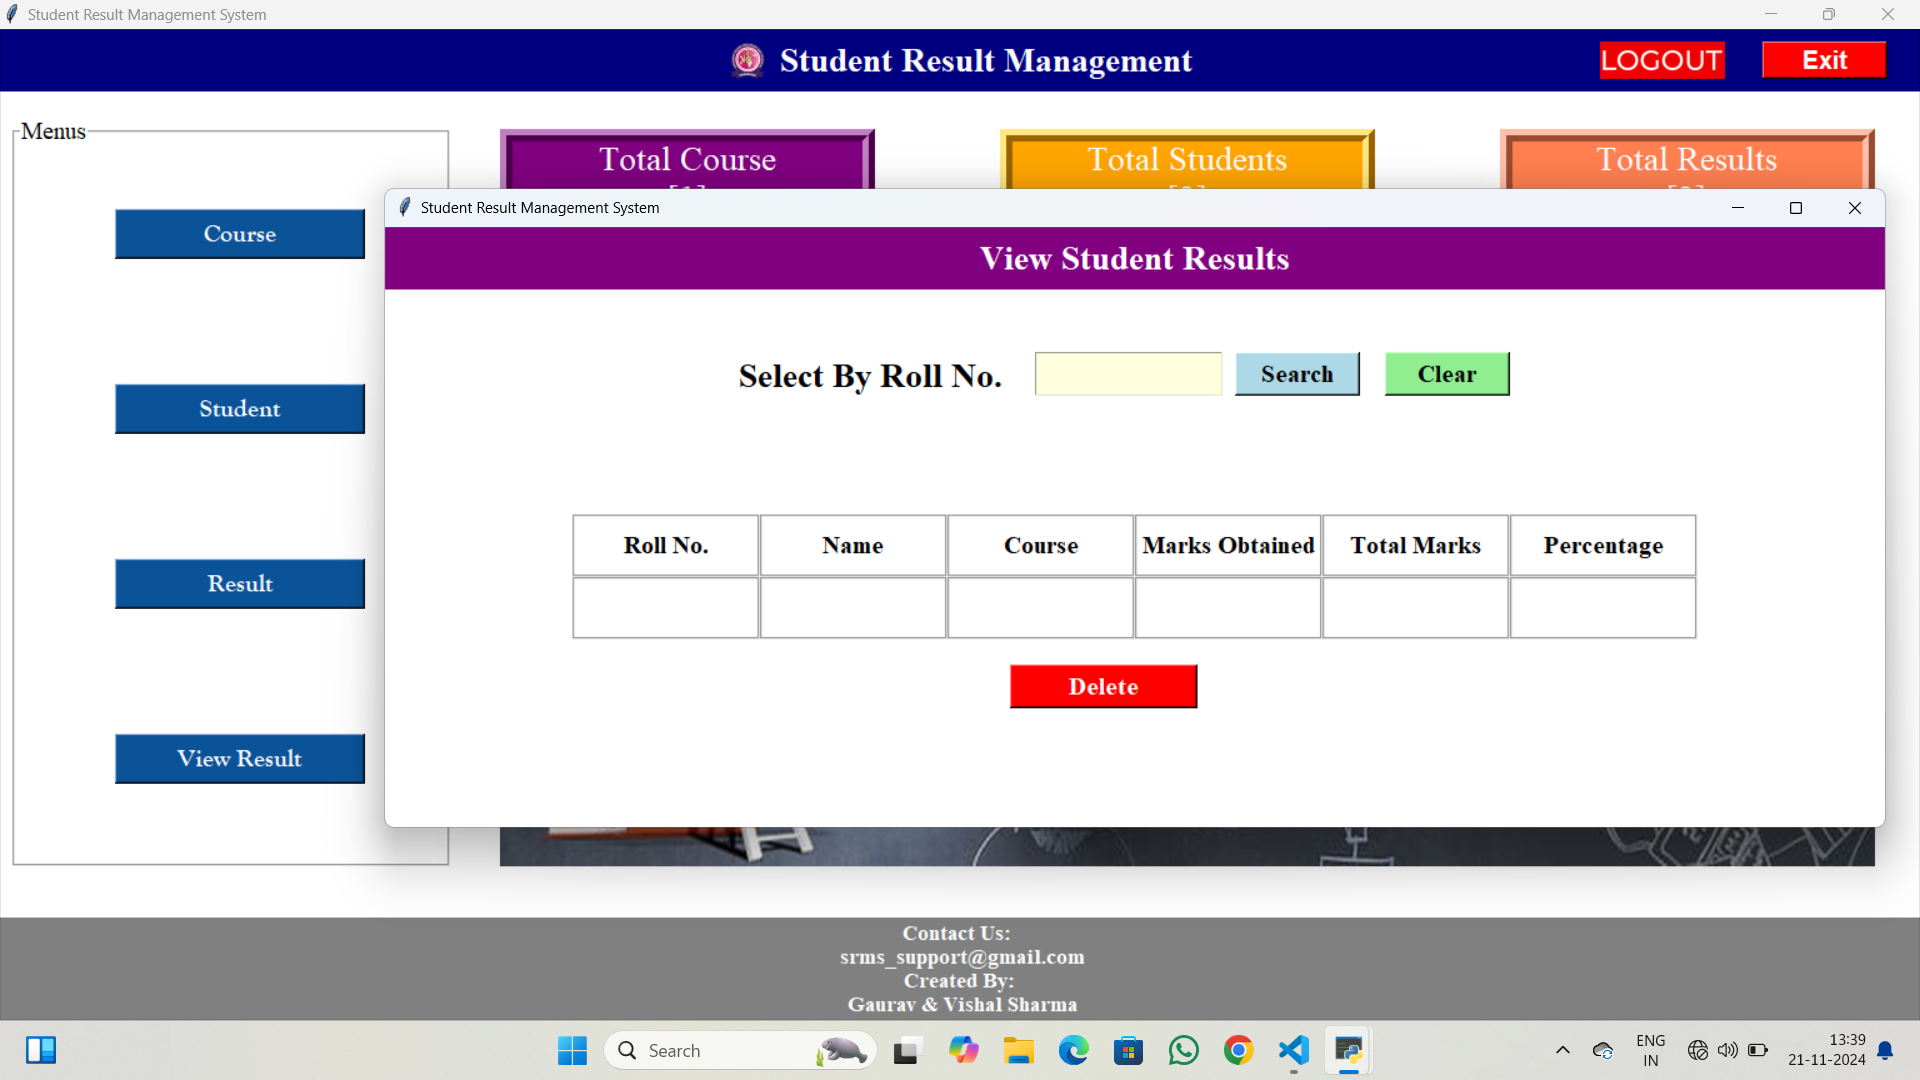 Student Result Management System
Student Result Management
LOGOUT
Exit
Menus
Total Course
Total Students
Total Results
Student Result Management System
Course
View Student Results
Select By Roll No.
Search
Clear
Student
Roll No.
Name
Course
Marks Obtained
Total Marks
Percentage
Result
Delete
View Result
Contact Us:
srms_support@gmail.com
Created By:
Gaurav & Vishal Sharma
Search
ENG
IN
13:39
21-11-2024